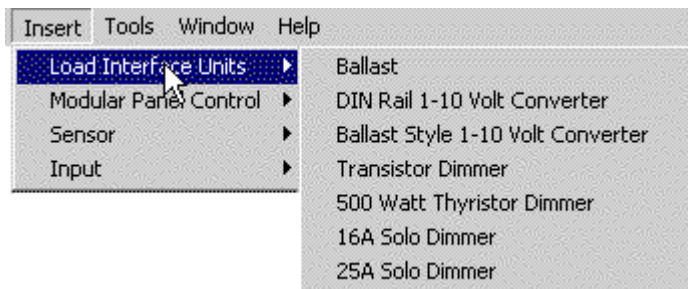 Insert Tools Window Help
Load Interface Units
Modular Panel Control
Sensor
Input
Ballast
DIN Rail 1-10 Volt Converter
Ballast Style 1-10 Volt Converter
Transistor Dimmer
500 Watt Thyristor Dimmer
16A Solo Dimmer
25A Solo Dimmer